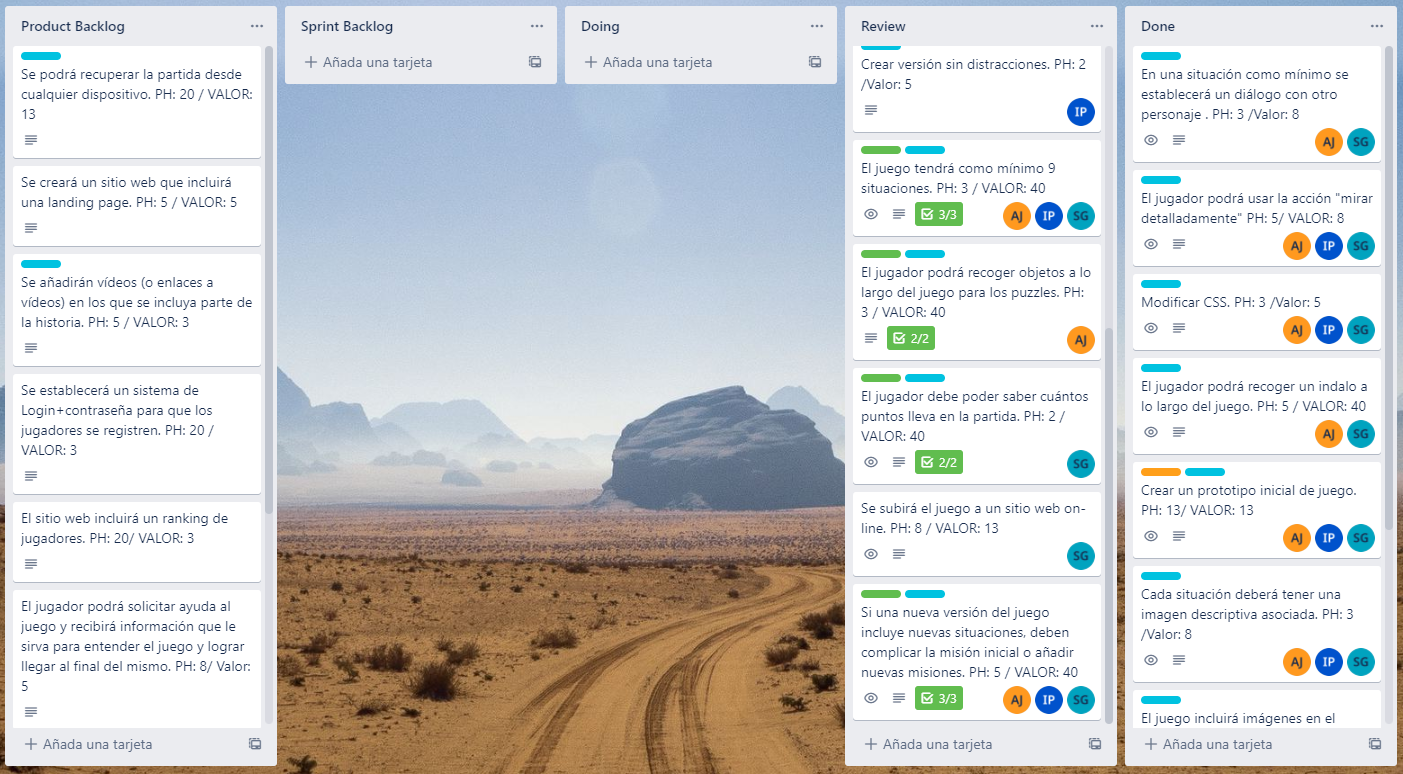 Product Backlog
Se podrá recuperar la partida desde
cualquier dispositivo. PH: 20 / VALOR:
13
Se creará un sitio web que incluirá
una landing page. PH: 5 / VALOR: 5
Se añadirán vídeos (o enlaces a
vídeos) en los que se incluya parte de
la historia. PH: 5 / VALOR: 3
Se establecerá un sistema de
Login+contraseña para que los
jugadores se registren. PH: 20 /
VALOR: 3
El sitio web incluirá un ranking de
jugadores. PH: 20/ VALOR: 3
El jugador podrá solicitar ayuda al
juego y recibirá información que le
sirva para entender el juego y lograr
llegar al final del mismo. PH: 8/ Valor:
5
Añada una tarjeta
Sprint Backlog
Añada una tarjeta
Doing
Añada una tarjeta
Review
Crear versión sin distracciones. PH: 2
/Valor: 5
IP
El juego tendrá como mínimo 9
situaciones. PH: 3 / VALOR: 40
3/3 AJ IP SG
El jugador podrá recoger objetos a lo
largo del juego para los puzzles. PH:
3 / VALOR: 40
2/2 AJ
El jugador debe poder saber cuántos
puntos lleva en la partida. PH: 2 /
VALOR: 40
2/2 SG
Se subirá el juego a un sitio web on-
line. PH: 8 / VALOR: 13
SG
Si una nueva versión del juego
incluye nuevas situaciones, deben
complicar la misión inicial o añadir
nuevas misiones. PH: 5 / VALOR: 40
3/3 AJ IP SG
Añada una tarjeta
Done
En una situación como mínimo se
establecerá un diálogo con otro
personaje . PH: 3 /Valor: 8
AJ SG
El jugador podrá usar la acción "mirar
detalladamente" PH: 5/ VALOR: 8
AJ IP SG
Modificar CSS. PH: 3 /Valor: 5
AJ IP SG
El jugador podrá recoger un indalo a
lo largo del juego. PH: 5 / VALOR: 40
AJ SG
Crear un prototipo inicial de juego.
PH: 13/ VALOR: 13
AJ IP SG
Cada situación deberá tener una
imagen descriptiva asociada. PH: 3
/Valor: 8
AJ IP SG
El juego incluirá imágenes en el
Añada una tarjeta